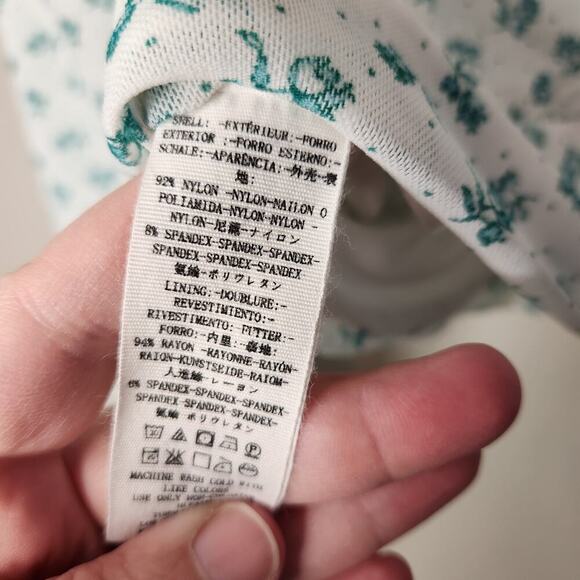 SHELL:-EXTÉRIEUR:-FORRO
EXTERIOR :-FORRO ESTERNO:-
SCHALE:-APARÊNCIA:-外壳-表
地:
92% NYLON -NYLON-NAILON O
POLIAMIDA-NYLON-NYLON -
NYLON-尼龍-ナイロン
8% SPANDEX-SPANDEX-SPANDEX-
SPANDEX-SPANDEX-SPANDEX
氨綸-ポリウレタン
LINING:-DOUBLURE:-
REVESTIMIENTO:-
RIVESTIMENTO:-FUTTER:-
FORRO:-内里:-裏地:
94% RAYON -RAYONNE-RAYÓN-
RAION-KUNSTSEIDE-RAIOM-
人造絲-レーヨン
6% SPANDEX-SPANDEX-SPANDEX-
SPANDEX-SPANDEX-SPANDEX-
氨綸-ポリウレタン
MACHINE WASH COLD WITH
LIKE COLORS
USE ONLY NON-CHLORINE